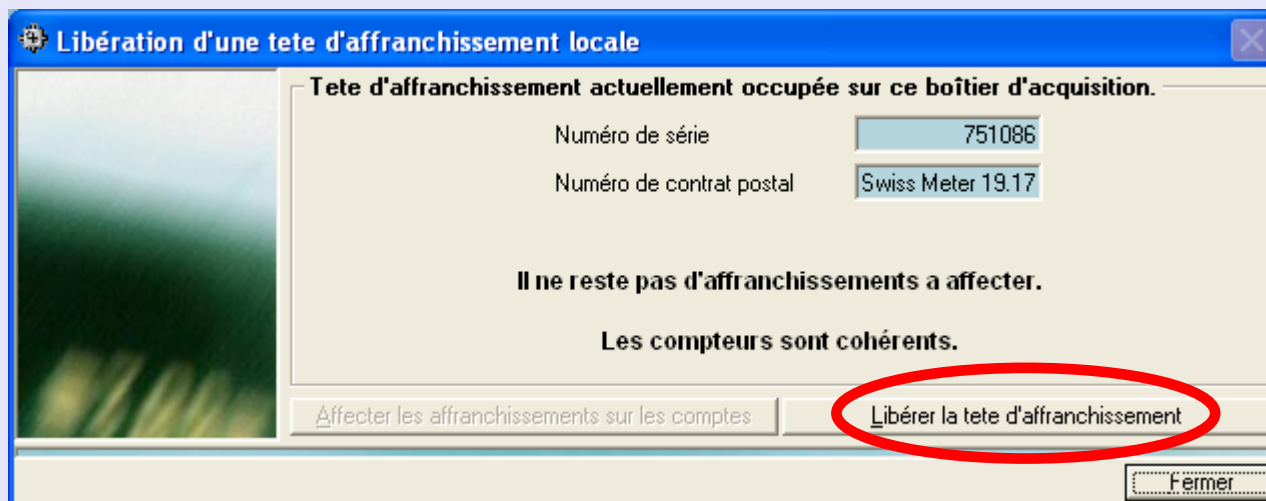 Libération d'une tete d'affranchissement locale
Tete d'affranchissement actuellement occupée sur ce boîtier d'acquisition.
Numéro de série 751086
Numéro de contrat postal Swiss Meter 19.17
Il ne reste pas d'affranchissements a affecter.
Les compteurs sont cohérents.
Affecter les affranchissements sur les comptes Libérer la tete d'affranchissement
Fermer